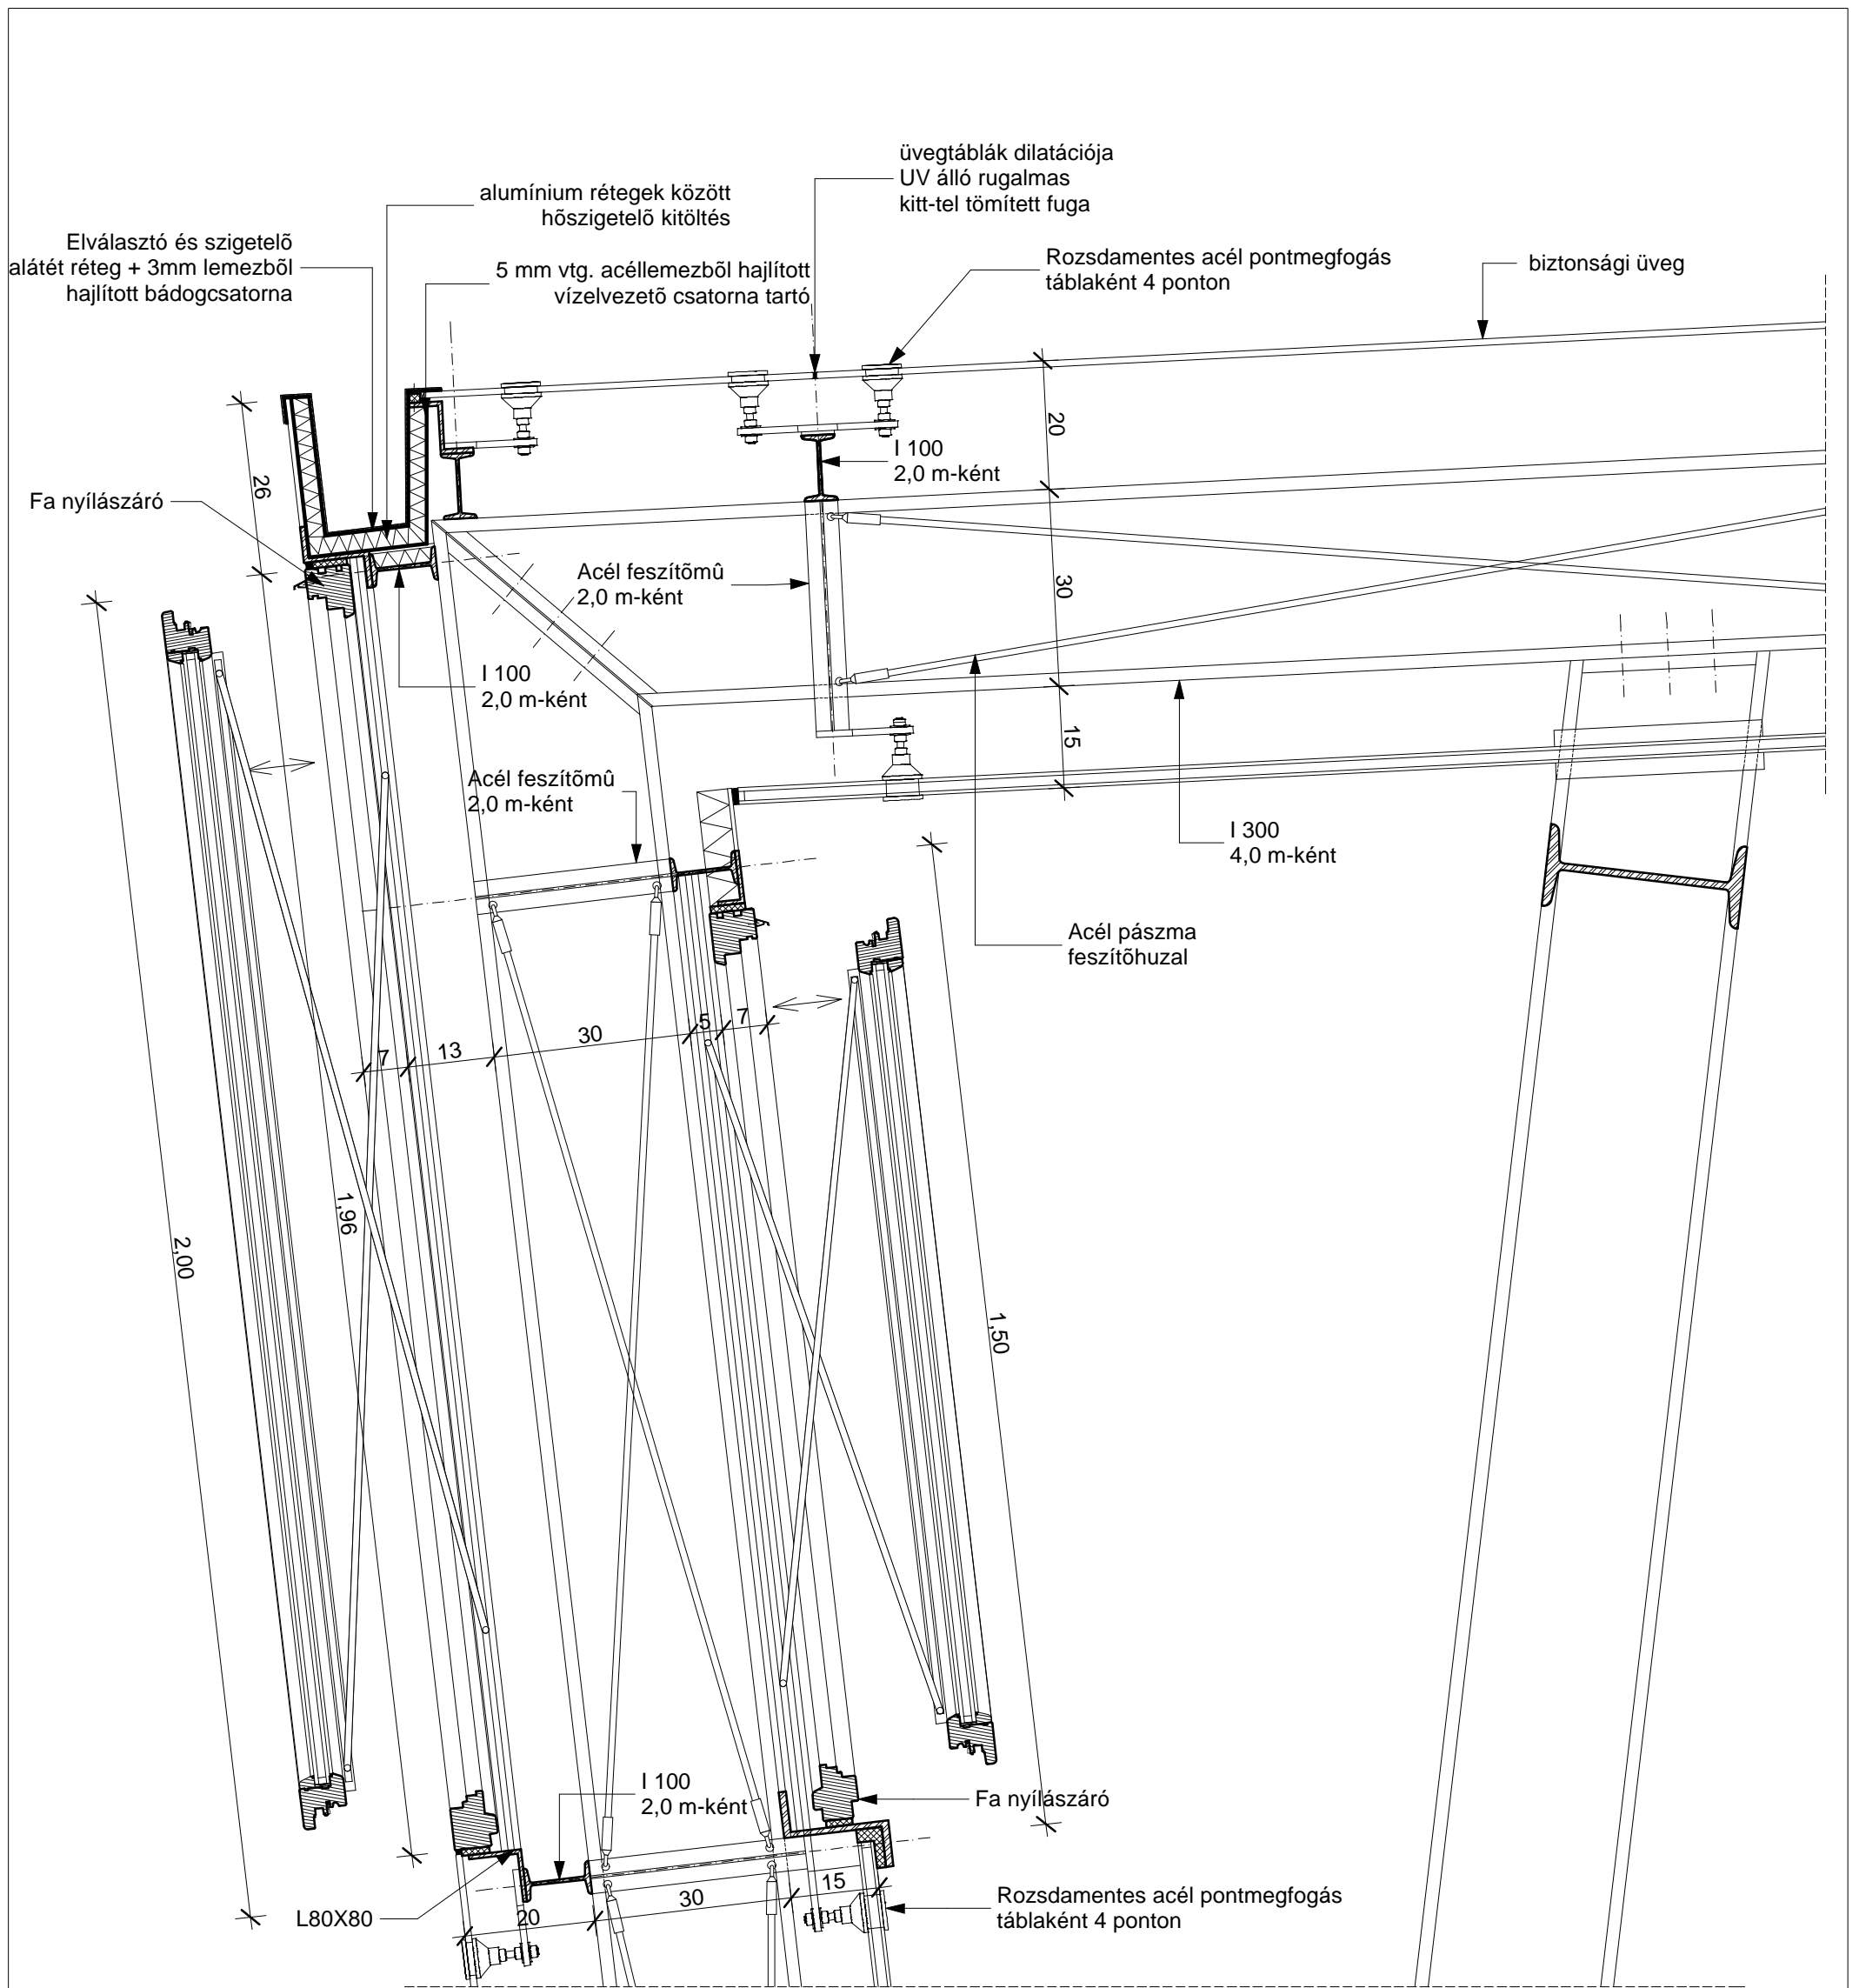 üvegtáblák dilatációja
UV álló rugalmas
kitt-tel tömített fuga
alumínium rétegek között
hõszigetelõ kitöltés
Elválasztó és szigetelõ
alátét réteg + 3mm lemezbõl
hajlított bádogcsatorna
5 mm vtg. acéllemezbõl hajlított
vízelvezetõ csatorna tartó
Rozsdamentes acél pontmegfogás
táblaként 4 ponton
biztonsági üveg
20
I 100
2,0 m-ként
26
Fa nyílászáró
Acél feszítõmû
2,0 m-ként
30
I 100
2,0 m-ként
15
Acél feszítõmû
2,0 m-ként
I 300
4,0 m-ként
Acél pászma
feszítõhuzal
7
13
30
5
7
1,96
2,00
1,50
I 100
2,0 m-ként
Fa nyílászáró
L80X80
20
30
15
Rozsdamentes acél pontmegfogás
táblaként 4 ponton